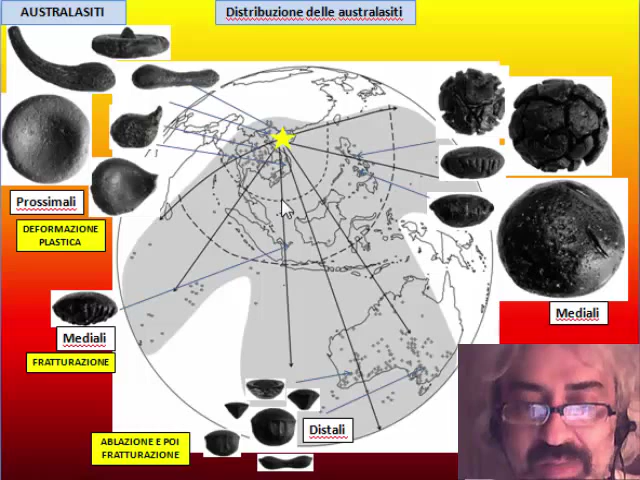 AUSTRALASITI
Distribuzione delle australasiti
Prossimali
DEFORMAZIONE
PLASTICA
Mediali
Mediali
FRATTURAZIONE
Distali
ABLAZIONE E POI
FRATTURAZIONE